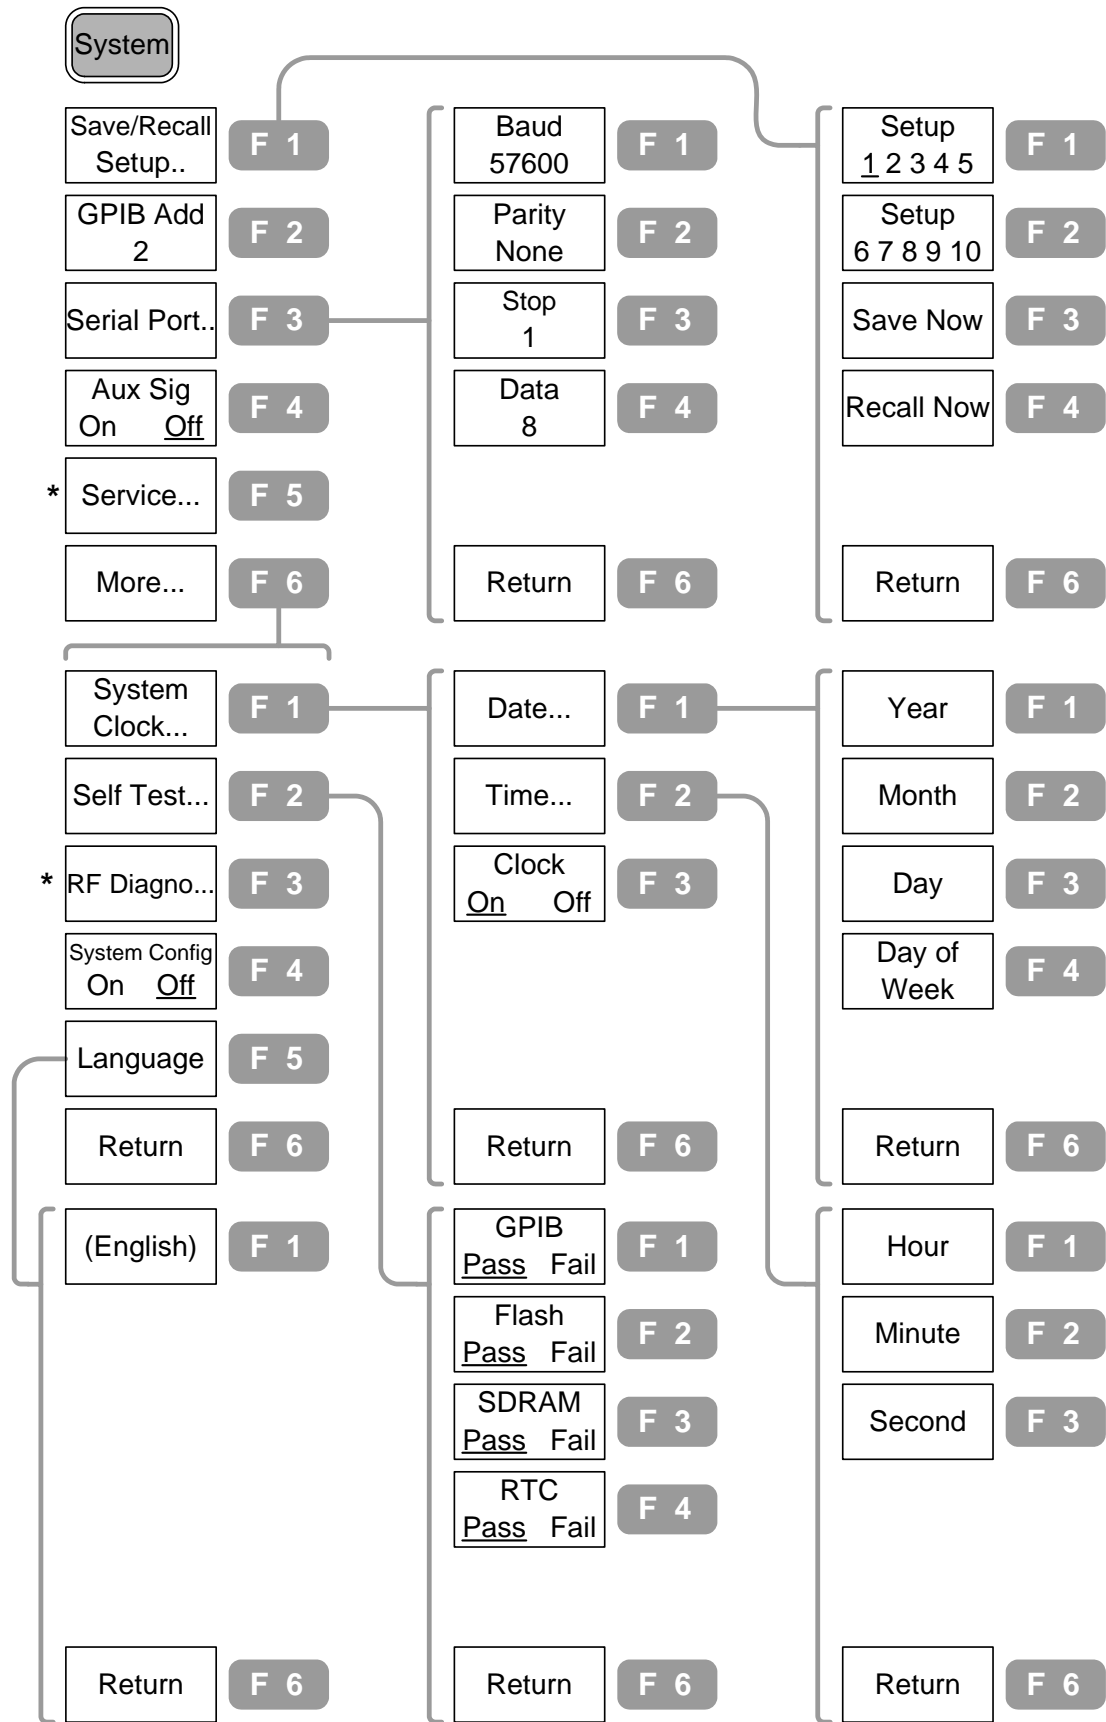 System
Save/Recall
Setup..
F 1
GPIB Add
2
F 2
Serial Port..
F 3
Aux Sig
On Off
F 4
* Service...
F 5
More...
F 6
Baud
57600
F 1
Parity
None
F 2
Stop
1
F 3
Data
8
F 4
Return
F 6
Setup
1 2 3 4 5
F 1
Setup
6 7 8 9 10
F 2
Save Now
F 3
Recall Now
F 4
Return
F 6
System
Clock...
F 1
Self Test...
F 2
* RF Diagno...
F 3
System Config
On Off
F 4
Language
F 5
Return
F 6
Date...
F 1
Time...
F 2
Clock
On Off
F 3
Return
F 6
Year
F 1
Month
F 2
Day
F 3
Day of
Week
F 4
Return
F 6
(English)
F 1
Return
F 6
GPIB
Pass Fail
F 1
Flash
Pass Fail
F 2
SDRAM
Pass Fail
F 3
RTC
Pass Fail
F 4
Return
F 6
Hour
F 1
Minute
F 2
Second
F 3
Return
F 6